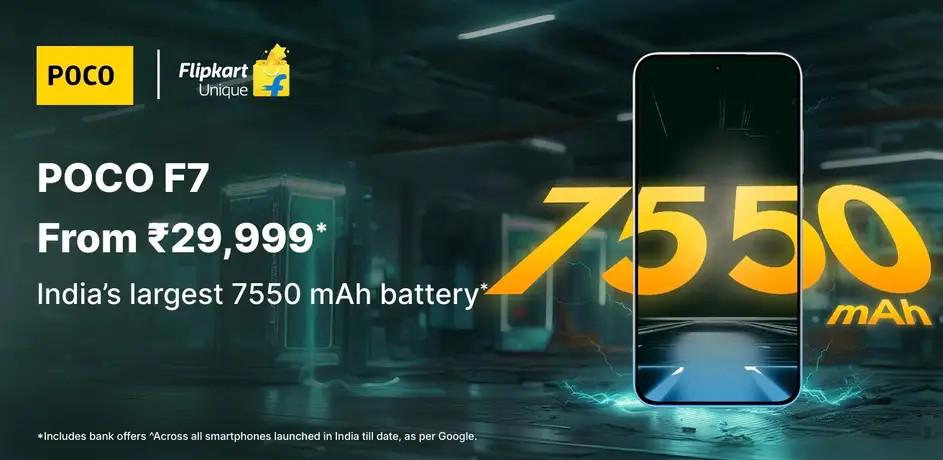 POCO
Flipkart
Unique
POCO F7
From ₹29,999*
India's largest 7550 mAh battery*
7550
mAh
*Includes bank offers ^Across all smartphones launched in India till date, as per Google.